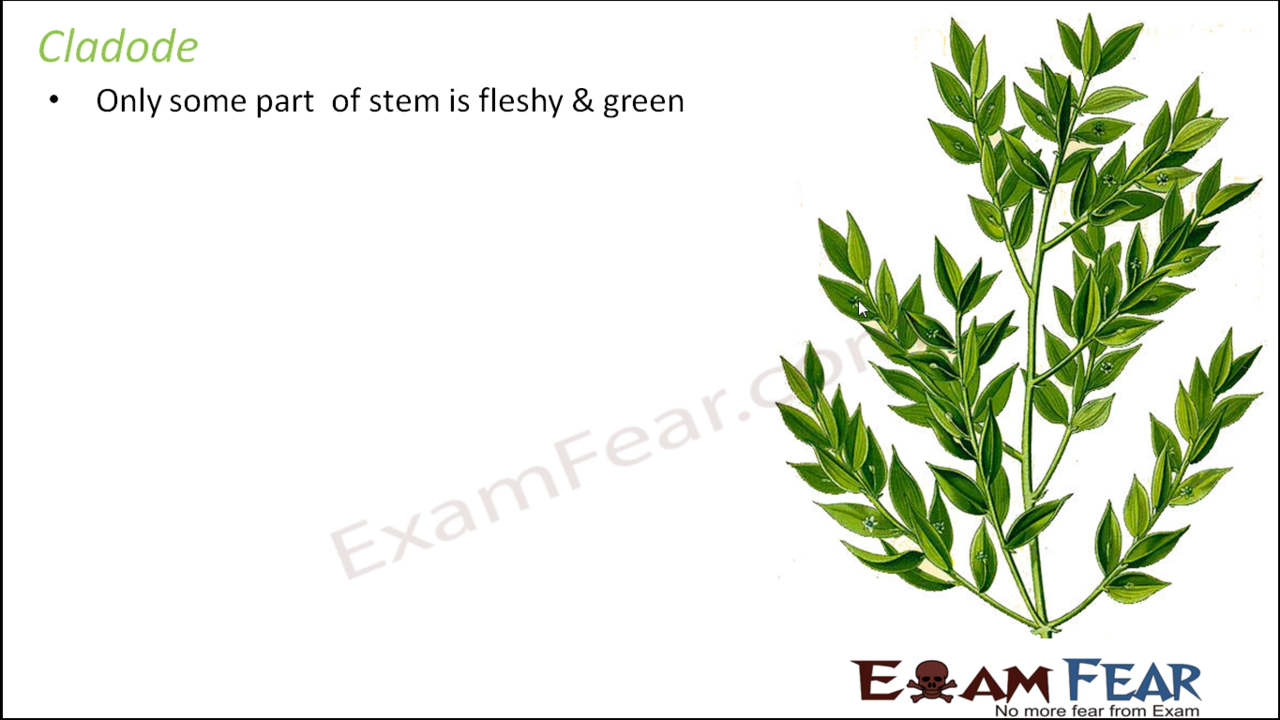 Cladode
• Only some part of stem is fleshy & green
ExamFear.com
EXAM FEAR
No more fear from Exam